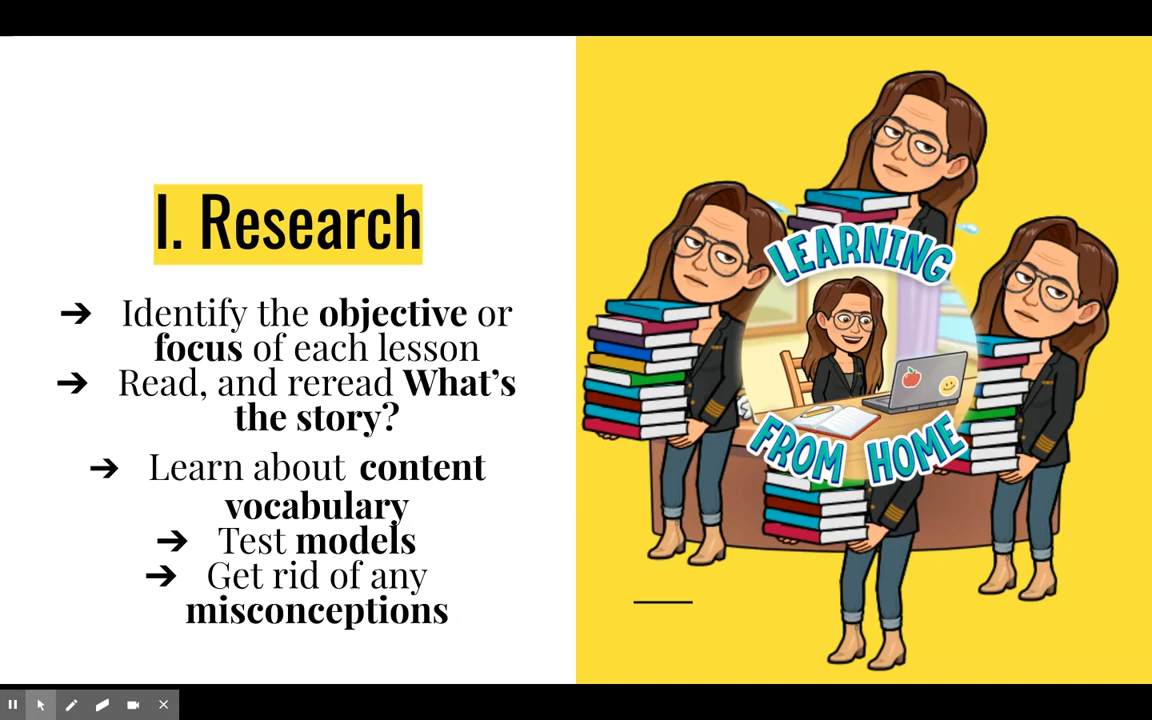 I. Research
➔ Identify the objective or
focus of each lesson
➔ Read, and reread What's
the story?
➔ Learn about content
vocabulary
➔ Test models
➔ Get rid of any
misconceptions
LEARNING
FROM HOME